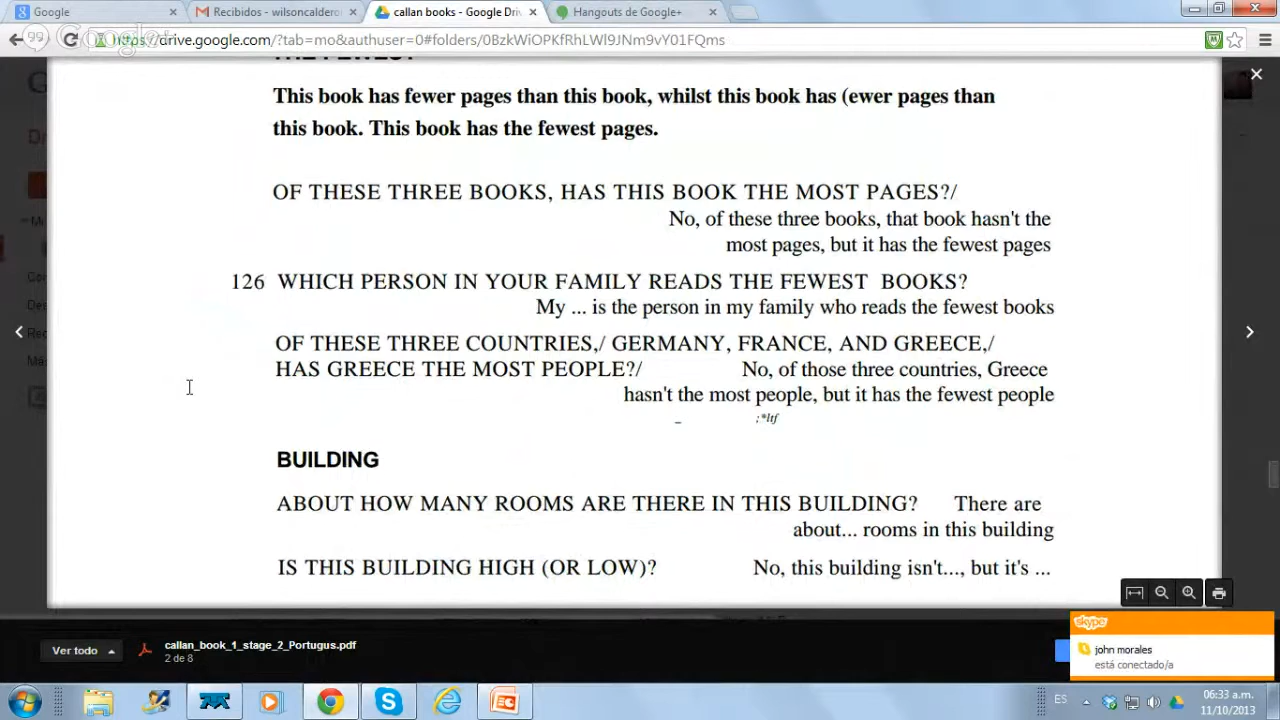 Google
Recibidos - wilsoncaldero
callan books - Google Driv
Hangouts de Google+
https://drive.google.com/?tab=mo&authuser=0#folders/0BzkWiOPKfRhLWl9JNm9vY01FQms
This book has fewer pages than this book, whilst this book has (ewer pages than
this book. This book has the fewest pages.
OF THESE THREE BOOKS, HAS THIS BOOK THE MOST PAGES?/
No, of these three books, that book hasn't the
most pages, but it has the fewest pages
126 WHICH PERSON IN YOUR FAMILY READS THE FEWEST BOOKS?
My ... is the person in my family who reads the fewest books
OF THESE THREE COUNTRIES,/ GERMANY, FRANCE, AND GREECE,/
HAS GREECE THE MOST PEOPLE?/ No, of those three countries, Greece
hasn't the most people, but it has the fewest people
_ ;*ltf
BUILDING
ABOUT HOW MANY ROOMS ARE THERE IN THIS BUILDING? There are
about... rooms in this building
IS THIS BUILDING HIGH (OR LOW)? No, this building isn't..., but it's ...
skype
john morales
está conectado/a
Ver todo
callan_book_1_stage_2_Portugus.pdf
2 de 8
ES
06:33 a.m.
11/10/2013